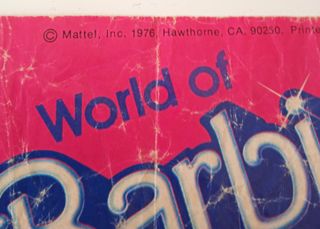 © Mattel, Inc. 1976, Hawthorne, CA. 90250. Printe
World of
Barbi